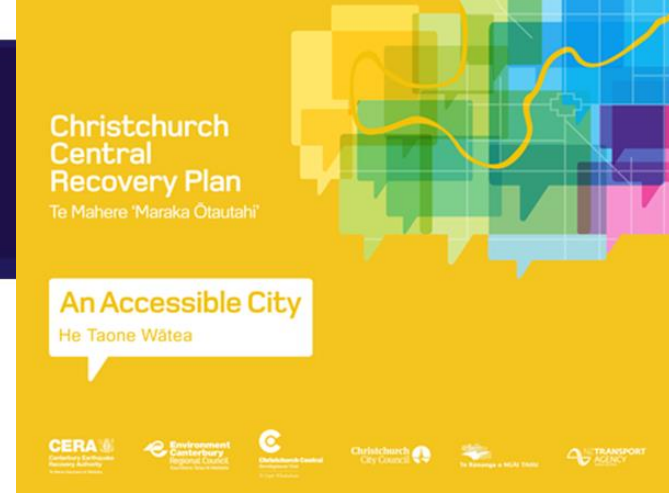 Christchurch
Central
Recovery Plan
Te Mahere 'Maraka Ōtautahi'
An Accessible City
He Taone Wātea
CERA
Canterbury Earthquake
Recovery Authority
Environment
Canterbury
Regional Council
Christchurch Central
Development Unit
Christchurch
City Council
Te Rūnanga o NGĀI TAHU
NZ TRANSPORT
AGENCY